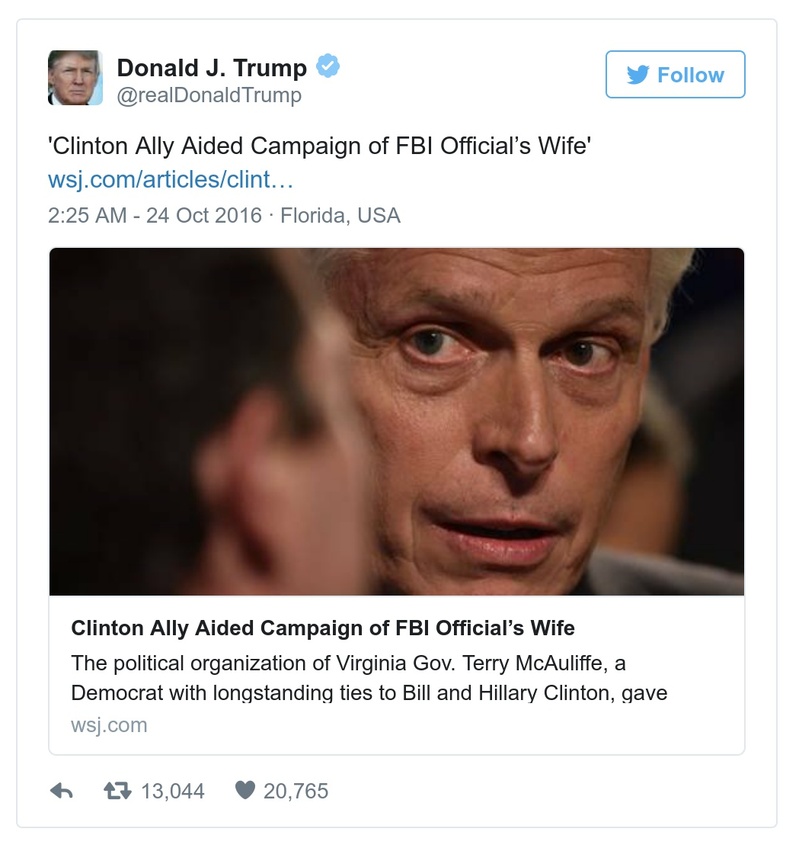 Donald J. Trump
@realDonaldTrump
Follow
'Clinton Ally Aided Campaign of FBI Official’s Wife'
wsj.com/articles/clint…
2:25 AM - 24 Oct 2016 · Florida, USA
Clinton Ally Aided Campaign of FBI Official’s Wife
The political organization of Virginia Gov. Terry McAuliffe, a
Democrat with longstanding ties to Bill and Hillary Clinton, gave
wsj.com
13,044 20,765